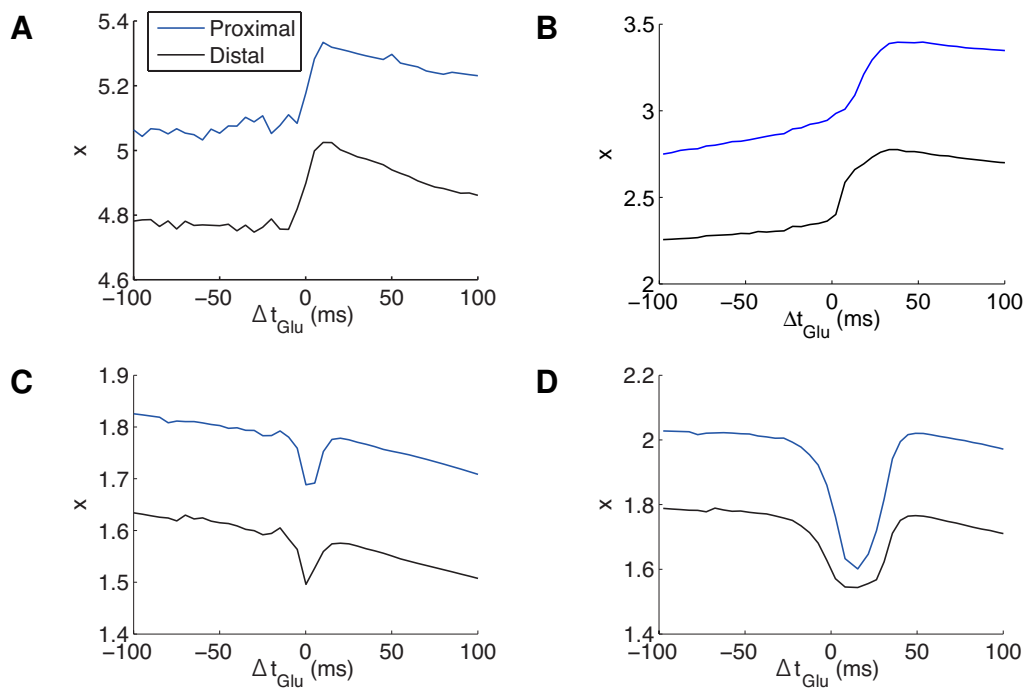 A
Proximal
Distal
5.4
5.2
5
4.8
4.6
x
−100 −50 0 50 100
Δ t_Glu (ms)
B
3.5
3
2.5
2
x
−100 −50 0 50 100
Δt_Glu (ms)
C
1.9
1.8
1.7
1.6
1.5
1.4
x
−100 −50 0 50 100
Δ t_Glu (ms)
D
2.2
2
1.8
1.6
1.4
x
−100 −50 0 50 100
Δ t_Glu (ms)